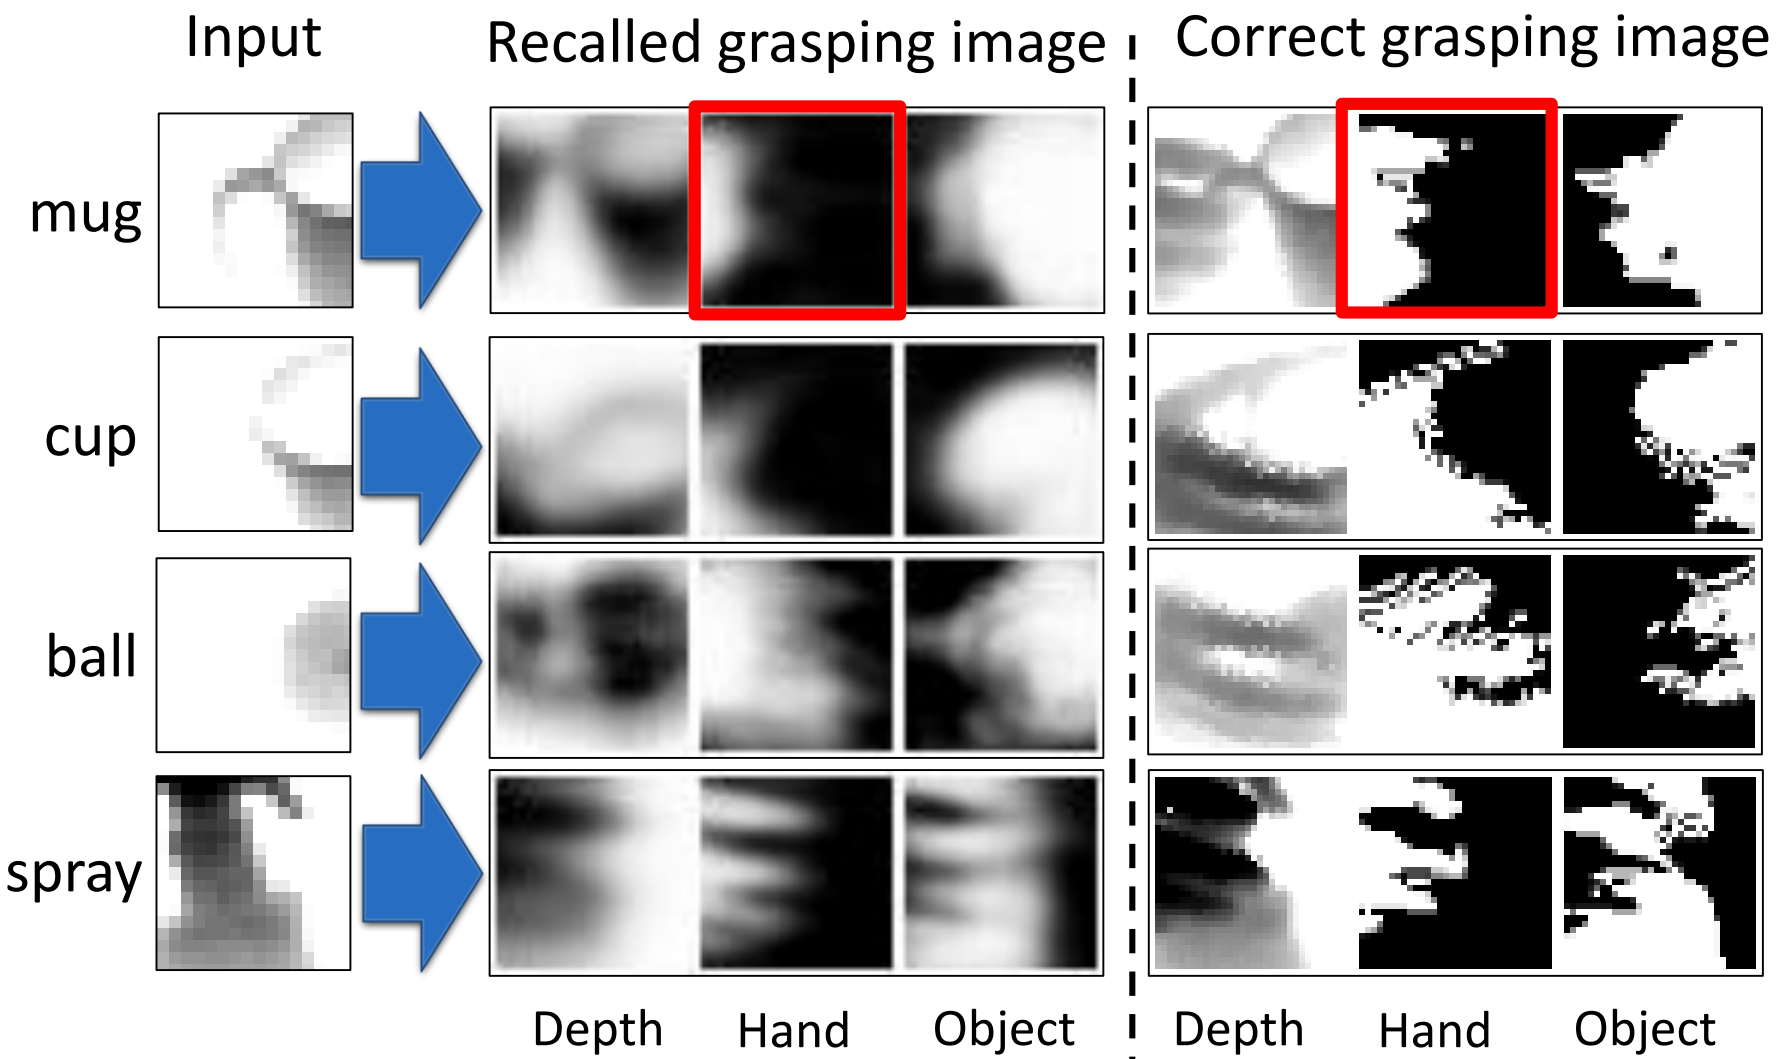 Input Recalled grasping image Correct grasping image
mug
cup
ball
spray
Depth Hand Object Depth Hand Object